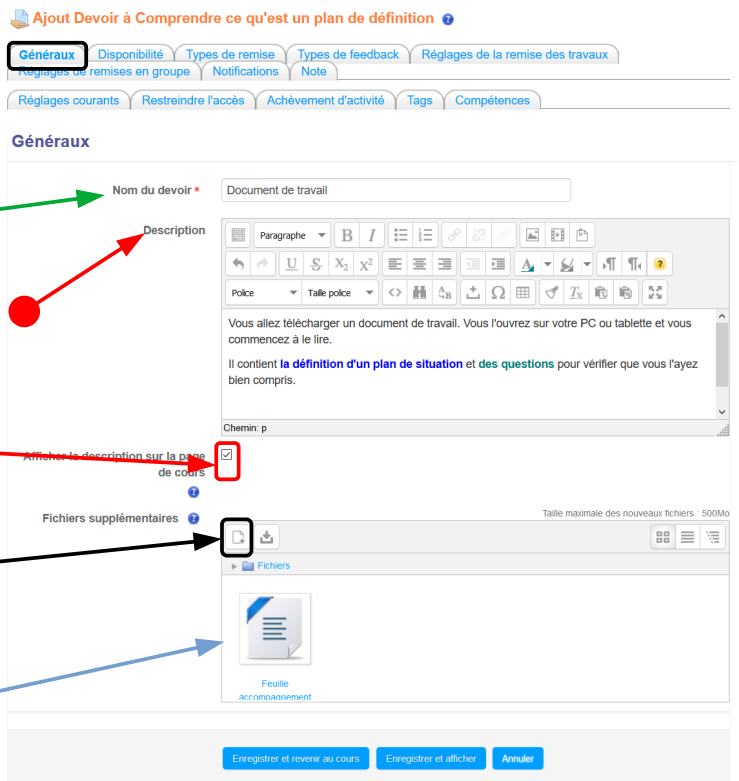 Ajout Devoir à Comprendre ce qu'est un plan de définition
Généraux Disponibilité Types de remise Types de feedback Réglages de la remise des travaux
Réglages de remises en groupe Notifications Note
Réglages courants Restreindre l'accès Achèvement d'activité Tags Compétences
Généraux
Nom du devoir * Document de travail
Description
Paragraphe B I
U S X₂ X² A ¶ ¶ ?
Police Taille police <> Ω Tx
Vous allez télécharger un document de travail. Vous l'ouvrez sur votre PC ou tablette et vous
commencez à le lire.
Il contient la définition d'un plan de situation et des questions pour vérifier que vous l'ayez
bien compris.
Chemin: p
Afficher la description sur la page
de cours
?
Taille maximale des nouveaux fichiers : 500Mo
Fichiers supplémentaires ?
Fichiers
Feuille
accompagnement
Enregistrer et revenir au cours Enregistrer et afficher Annuler